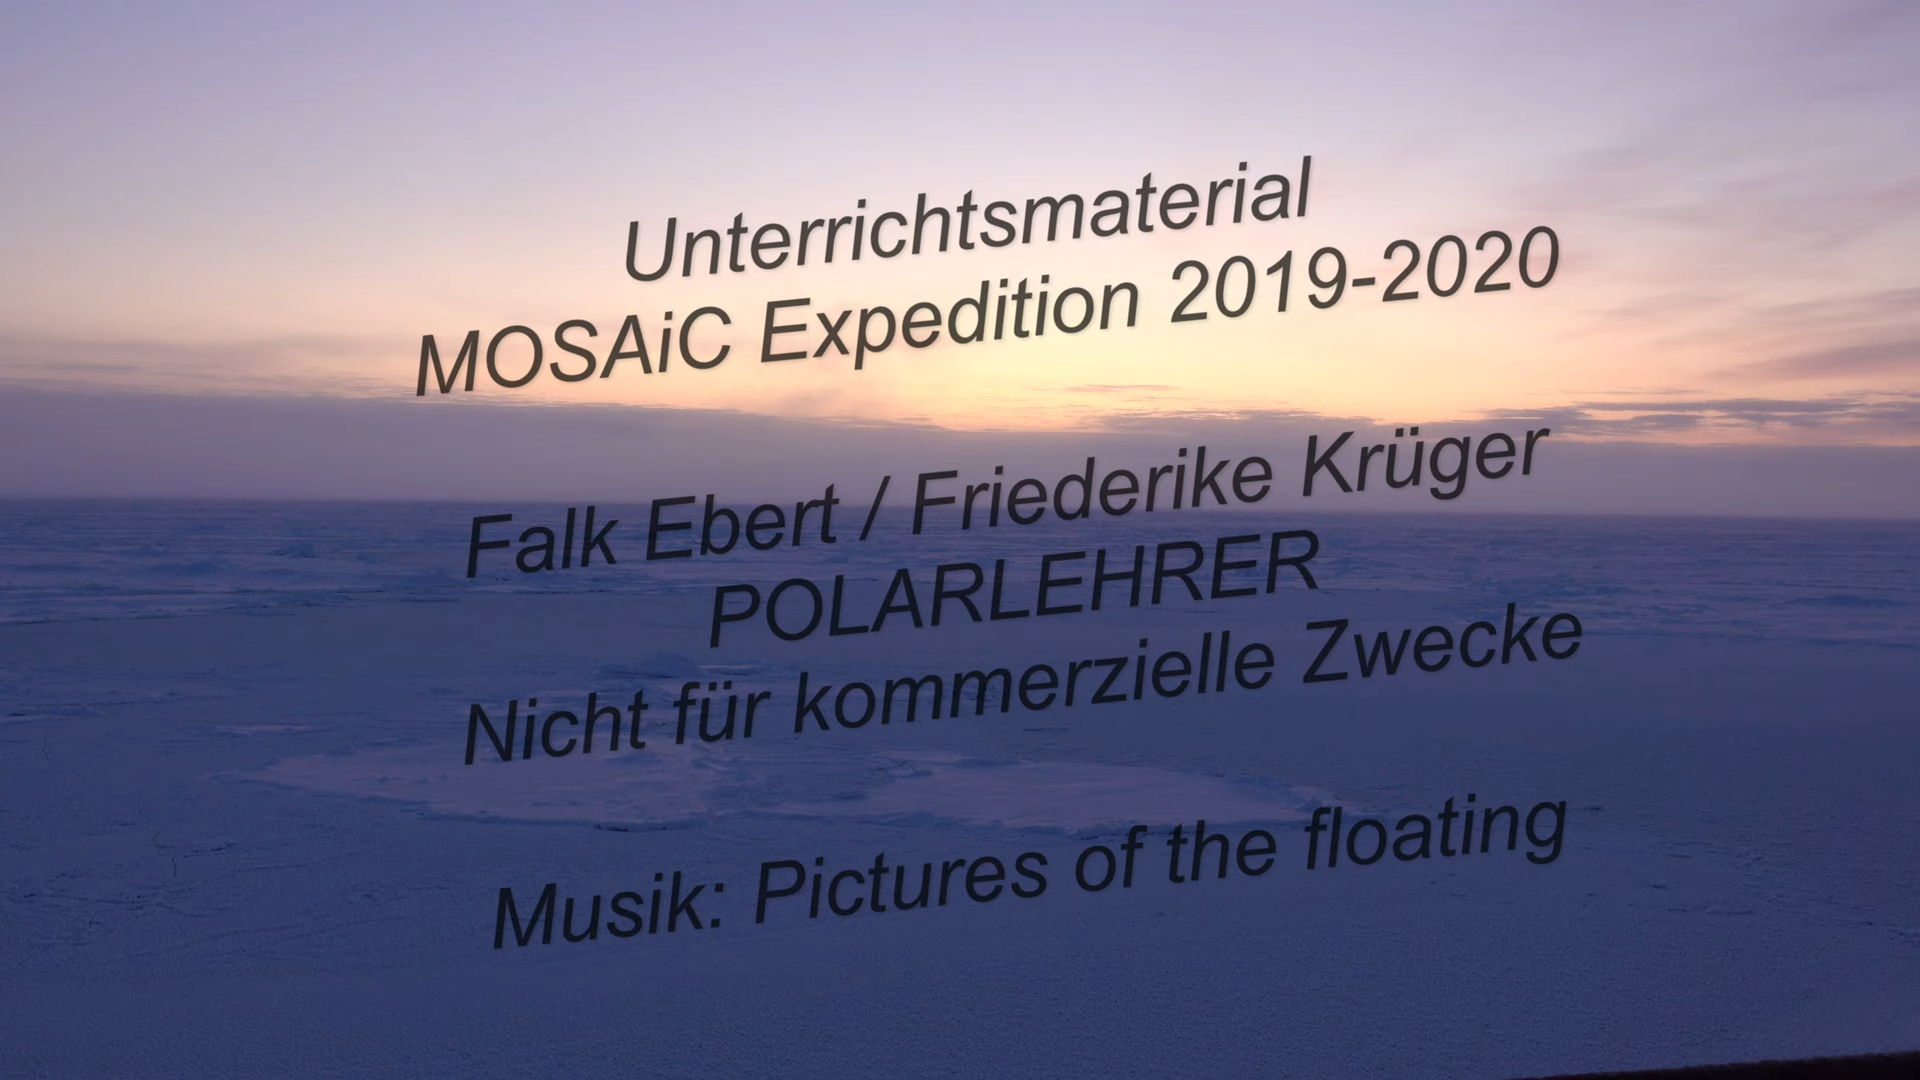 Unterrichtsmaterial
MOSAiC Expedition 2019-2020
Falk Ebert / Friederike Krüger
POLARLEHRER
Nicht für kommerzielle Zwecke
Musik: Pictures of the floating